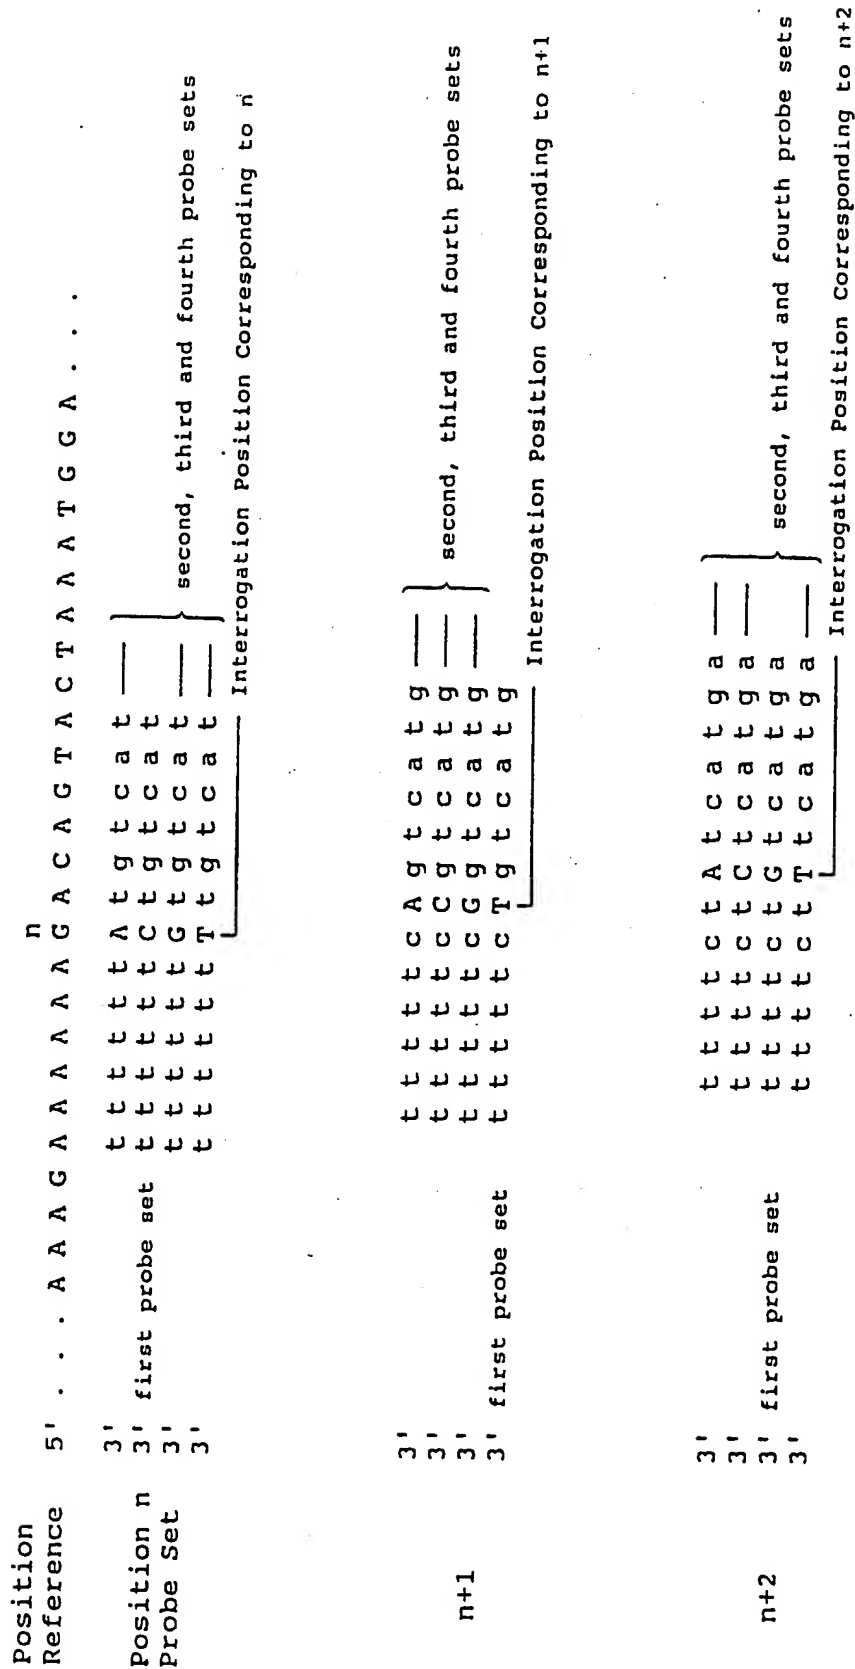 Position n
Reference 5' . . . A A A G A A A A A A G A C A G T A C T A A A T G G A . . .
Position n 3' t t t t t t A t g t c a t
Probe Set 3' first probe set t t t t t t C t g t c a t
3' t t t t t t G t g t c a t second, third and fourth probe sets
3' t t t t t t T t g t c a t
Interrogation Position Corresponding to n
3' t t t t t c A g t c a t g
3' t t t t t c C g t c a t g second, third and fourth probe sets
n+1 3' t t t t t c G g t c a t g
3' first probe set t t t t t c T g t c a t g
Interrogation Position Corresponding to n+1
3' t t t t c t A t c a t g a
3' t t t t c t C t c a t g a
n+2 3' first probe set t t t t c t G t c a t g a second, third and fourth probe sets
3' t t t t c t T t c a t g a
Interrogation Position Corresponding to n+2